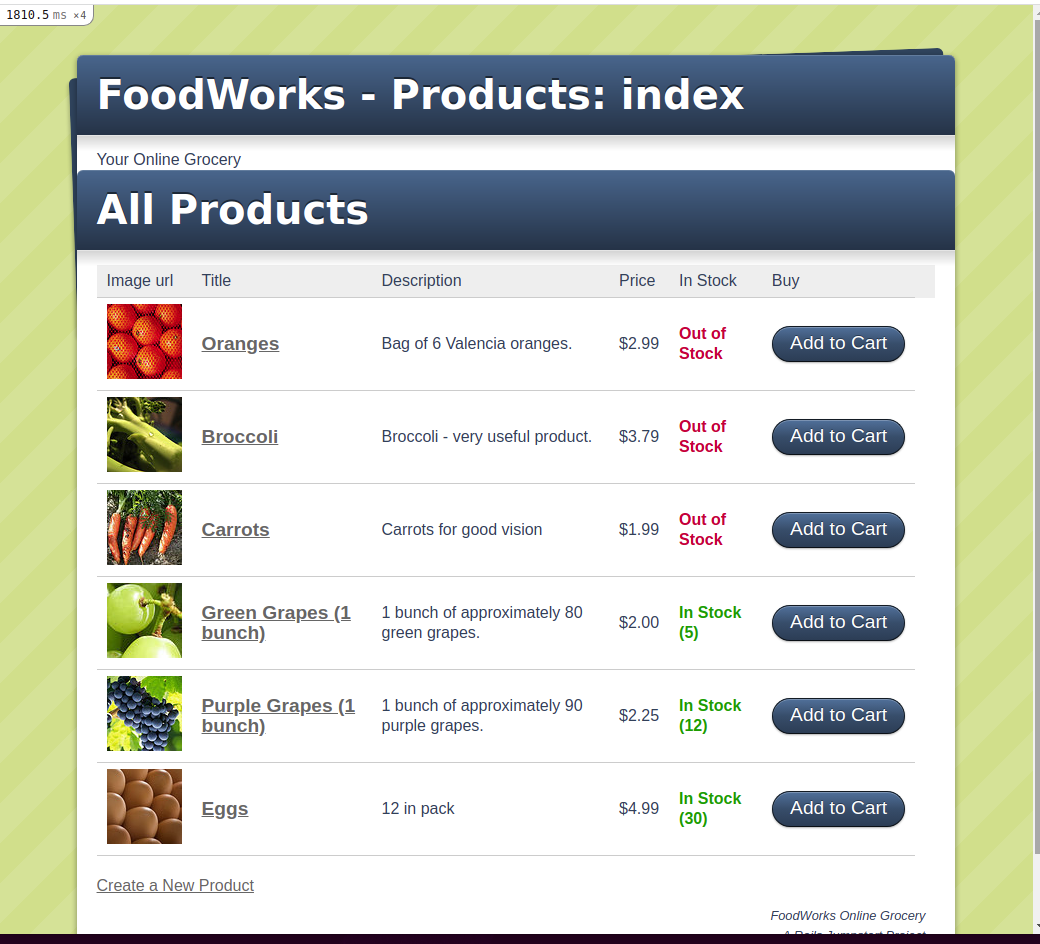 1810.5 ms ×4
FoodWorks - Products: index
Your Online Grocery
All Products
Image url Title Description Price In Stock Buy
Oranges Bag of 6 Valencia oranges. $2.99 Out of Stock Add to Cart
Broccoli Broccoli - very useful product. $3.79 Out of Stock Add to Cart
Carrots Carrots for good vision $1.99 Out of Stock Add to Cart
Green Grapes (1 bunch) 1 bunch of approximately 80 green grapes. $2.00 In Stock (5) Add to Cart
Purple Grapes (1 bunch) 1 bunch of approximately 90 purple grapes. $2.25 In Stock (12) Add to Cart
Eggs 12 in pack $4.99 In Stock (30) Add to Cart
Create a New Product
FoodWorks Online Grocery
A Rails Jumpstart Project